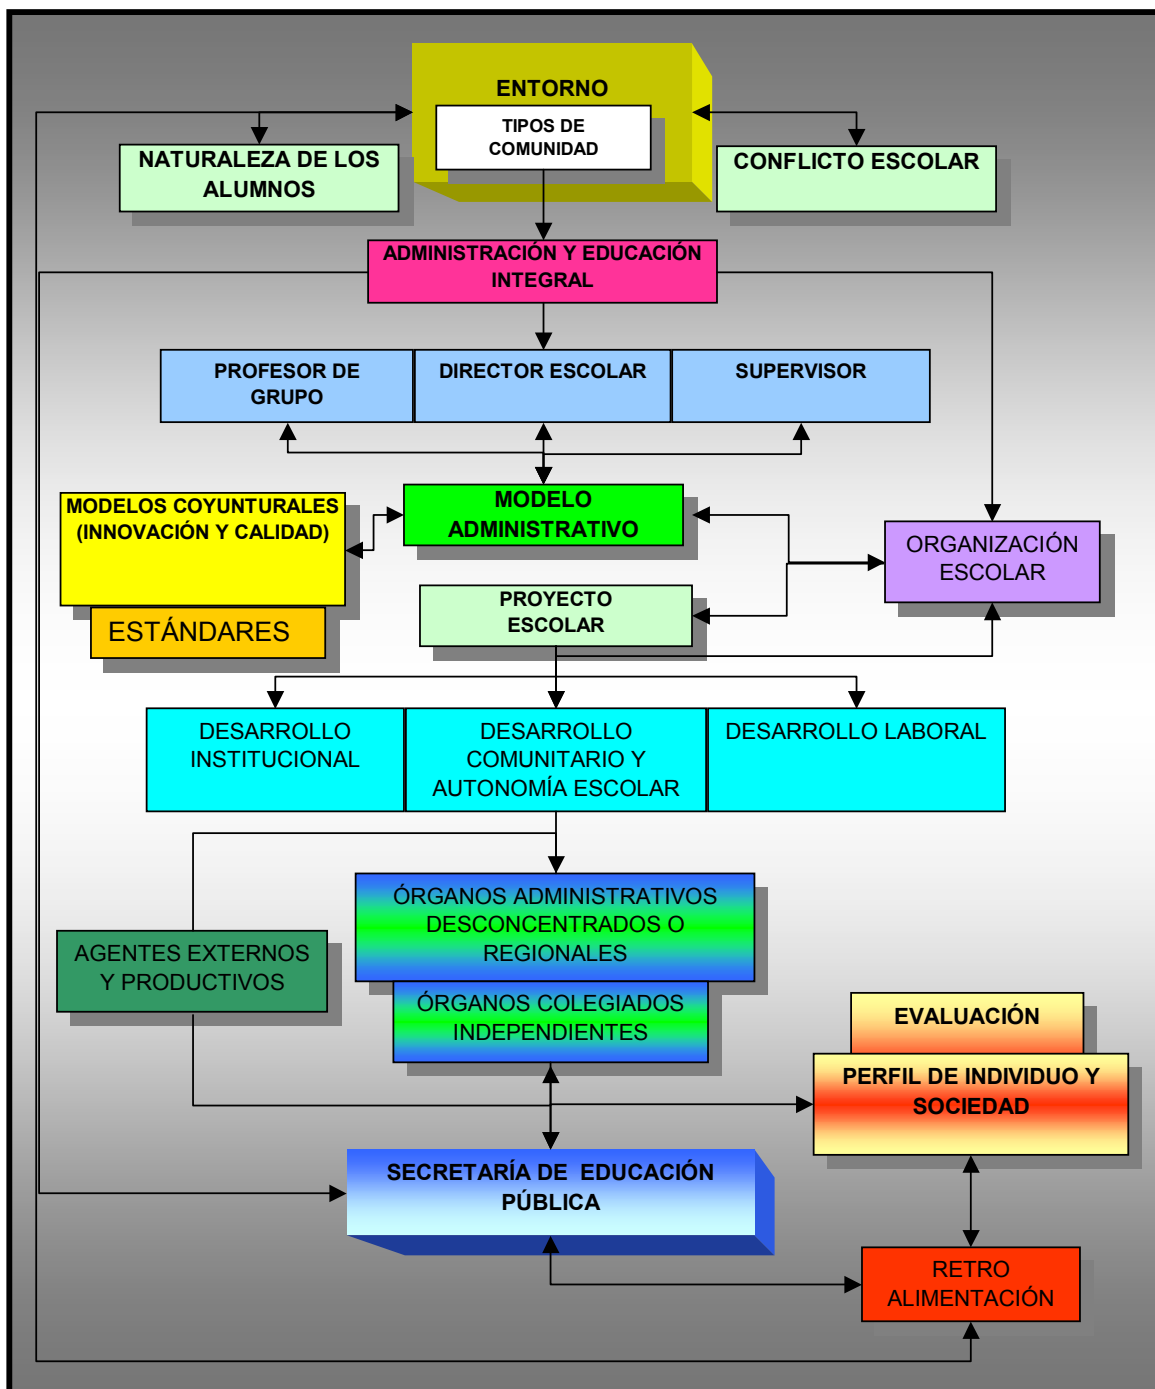 ENTORNO
TIPOS DE
COMUNIDAD
NATURALEZA DE LOS
ALUMNOS
CONFLICTO ESCOLAR
ADMINISTRACIÓN Y EDUCACIÓN
INTEGRAL
PROFESOR DE
GRUPO
DIRECTOR ESCOLAR
SUPERVISOR
MODELOS COYUNTURALES
(INNOVACIÓN Y CALIDAD)
ESTÁNDARES
MODELO
ADMINISTRATIVO
ORGANIZACIÓN
ESCOLAR
PROYECTO
ESCOLAR
DESARROLLO
INSTITUCIONAL
DESARROLLO
COMUNITARIO Y
AUTONOMÍA ESCOLAR
DESARROLLO LABORAL
ÓRGANOS ADMINISTRATIVOS
DESCONCENTRADOS O
REGIONALES
AGENTES EXTERNOS
Y PRODUCTIVOS
ÓRGANOS COLEGIADOS
INDEPENDIENTES
EVALUACIÓN
PERFIL DE INDIVIDUO Y
SOCIEDAD
SECRETARÍA DE EDUCACIÓN
PÚBLICA
RETRO
ALIMENTACIÓN